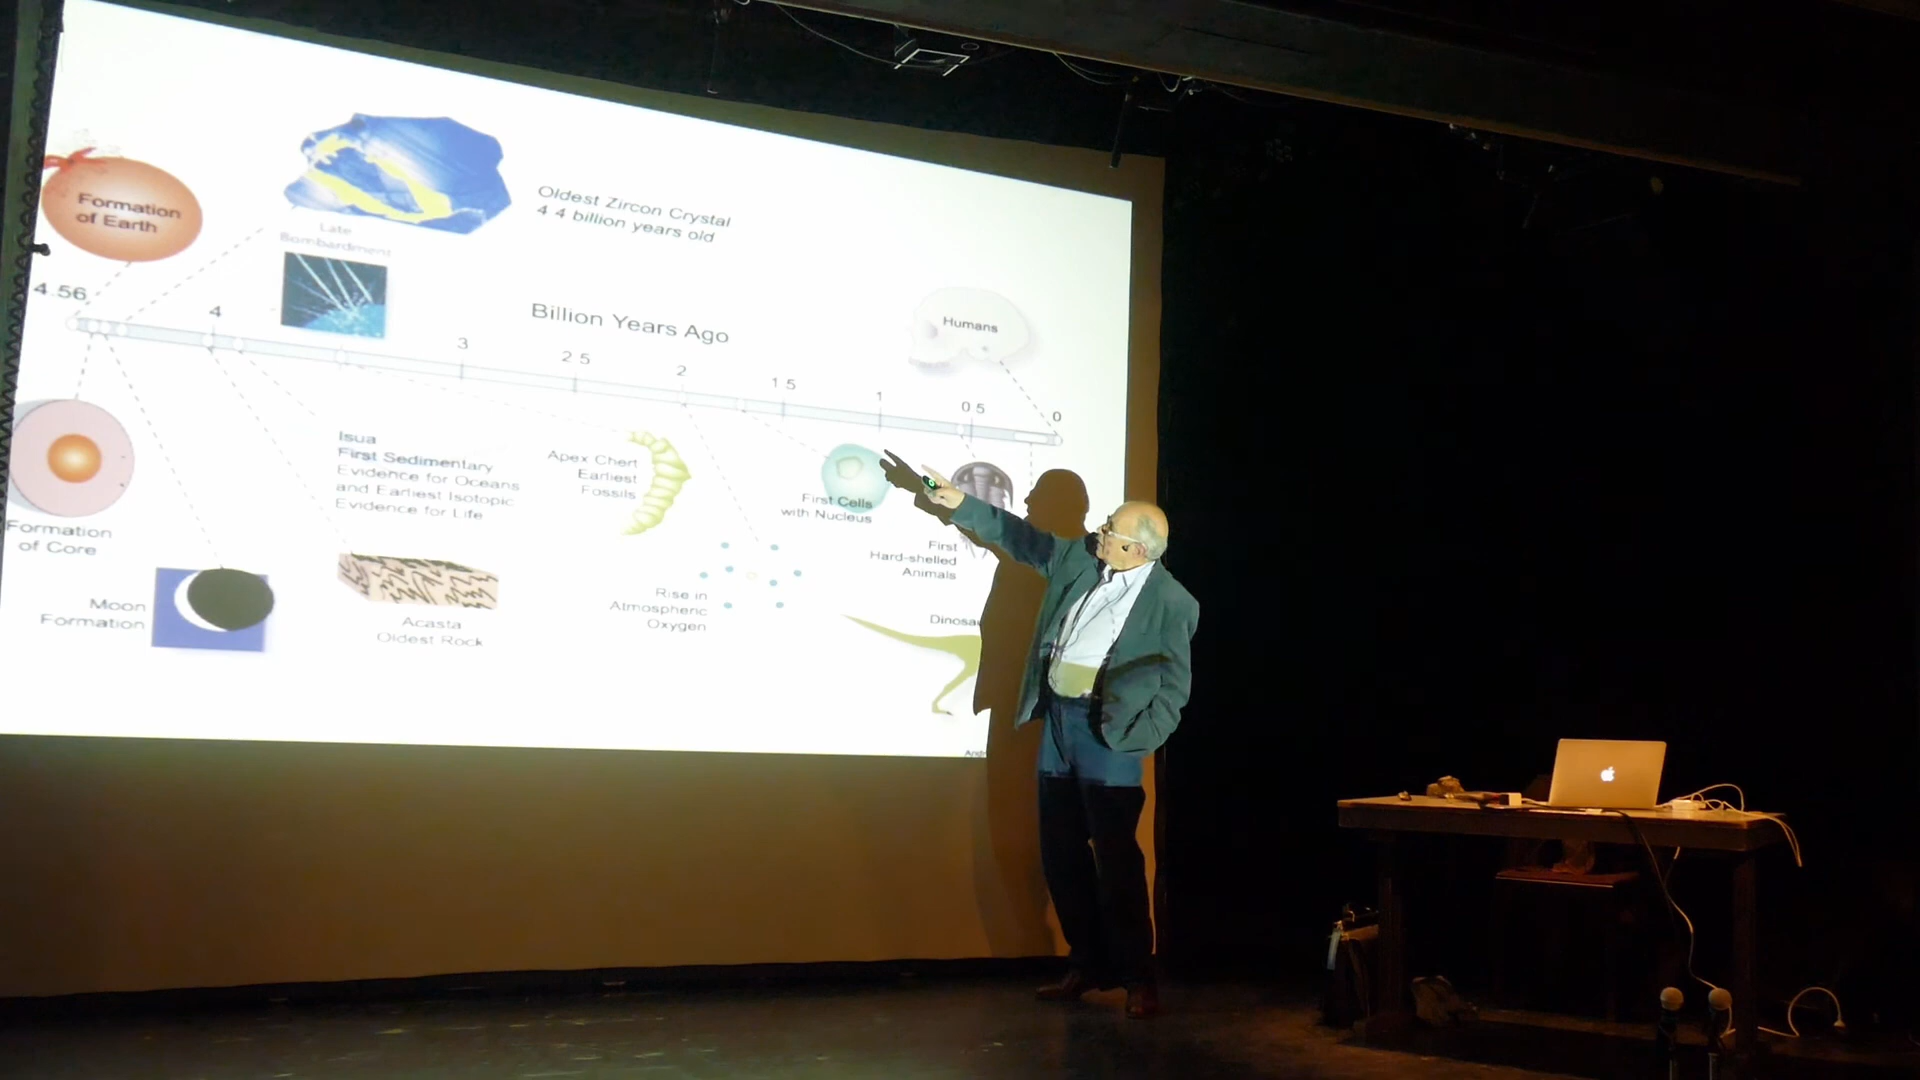 Formation
of Earth
Oldest Zircon Crystal
4 4 billion years old
Late
Bombardment
4.56
4
Billion Years Ago
3
2 5
2
1 5
1
0 5
0
Humans
Isua
First Sedimentary
Evidence for Oceans
and Earliest Isotopic
Evidence for Life
Apex Chert
Earliest
Fossils
First Cells
with Nucleus
First
Hard-shelled
Animals
Formation
of Core
Moon
Formation
Acasta
Oldest Rock
Rise in
Atmospheric
Oxygen